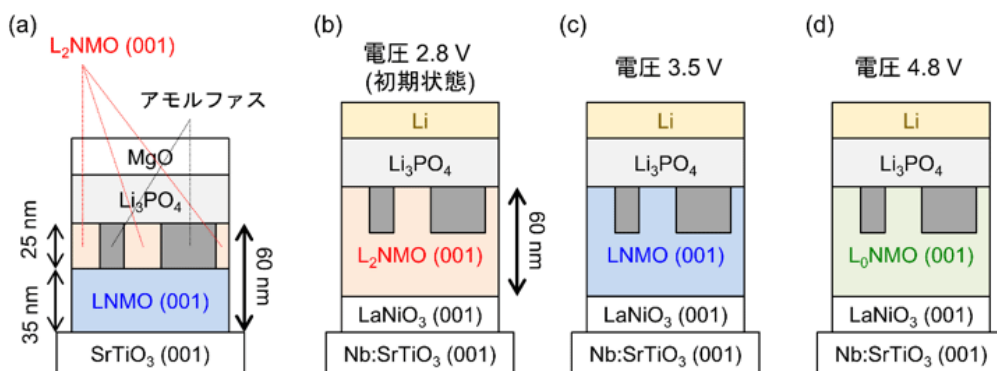 (a)
L₂NMO (001)
アモルファス
MgO
Li₃PO₄
25 nm
35 nm
60 nm
LNMO (001)
SrTiO₃ (001)
(b)
電圧 2.8 V
(初期状態)
Li
Li₃PO₄
L₂NMO (001)
60 nm
LaNiO₃ (001)
Nb:SrTiO₃ (001)
(c)
電圧 3.5 V
Li
Li₃PO₄
LNMO (001)
LaNiO₃ (001)
Nb:SrTiO₃ (001)
(d)
電圧 4.8 V
Li
Li₃PO₄
L₀NMO (001)
LaNiO₃ (001)
Nb:SrTiO₃ (001)